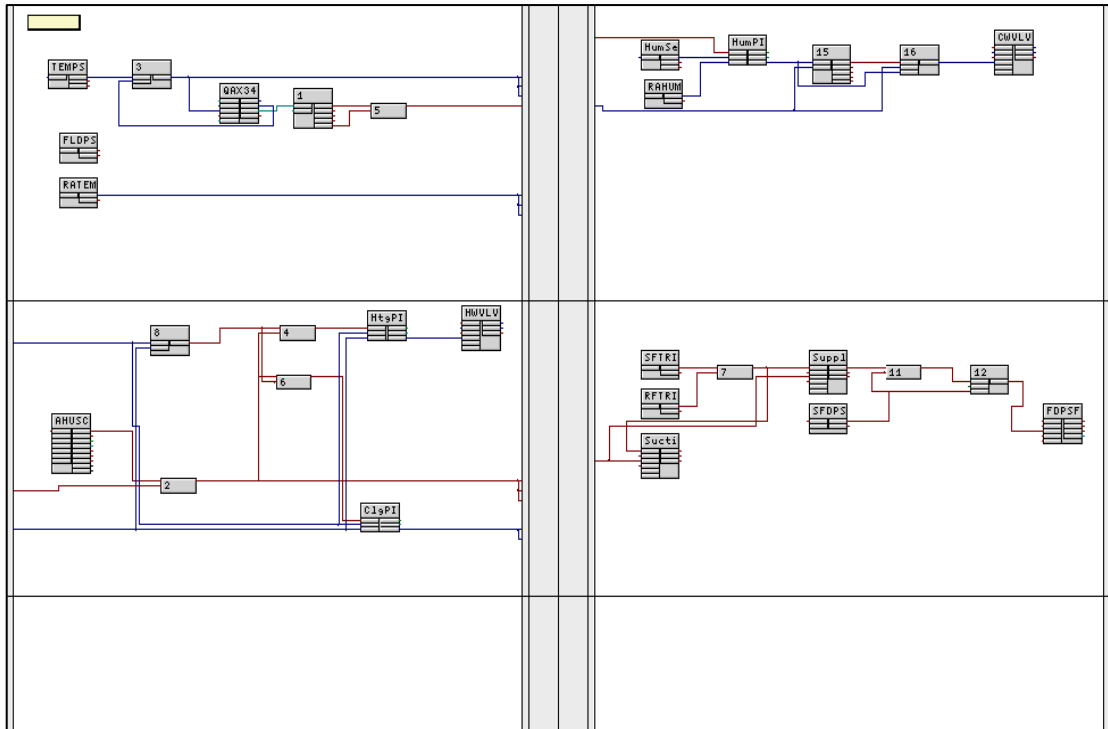 TEMPS
3
QAX34
1
5
FLDPS
RATEM
HumSe
HumPI
15
16
CWVLV
RAHUM
8
4
HtgPI
HWVLV
6
AHUSC
2
ClgPI
SFTRI
7
Suppl
11
12
RFTRI
SFDPS
FDPSF
Sucti